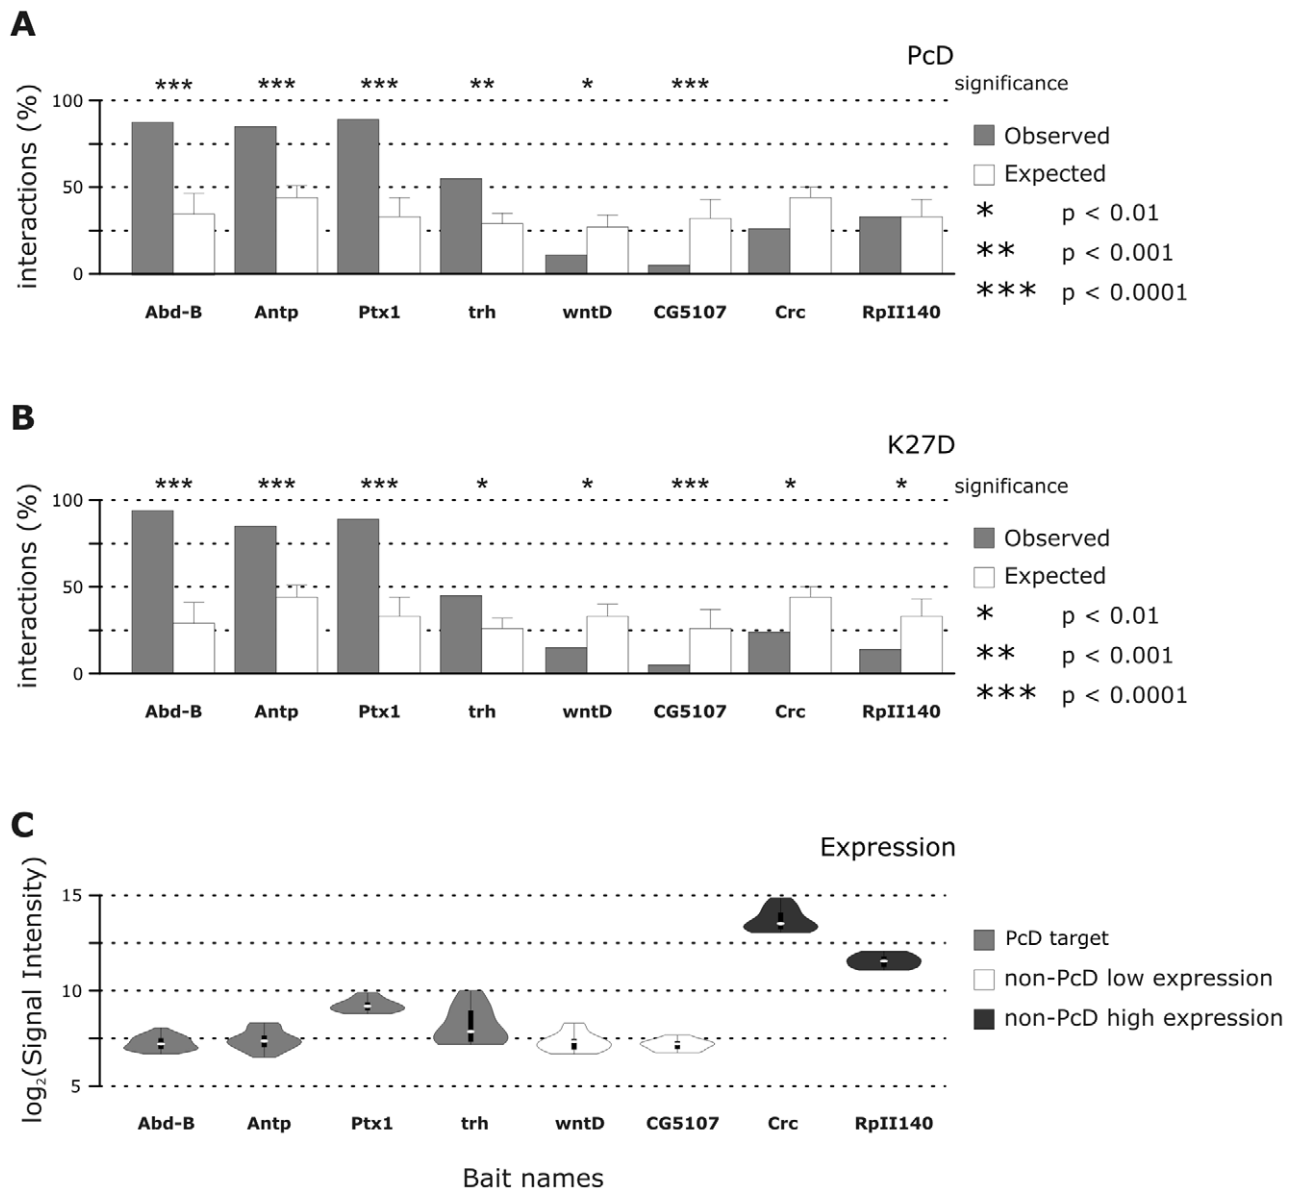 A
PcD
*** *** *** ** * *** significance
interactions (%)
100
50
0
Observed
Expected
* p < 0.01
** p < 0.001
*** p < 0.0001
Abd-B Antp Ptx1 trh wntD CG5107 Crc RpII140
B
K27D
*** *** *** * * *** * * significance
interactions (%)
100
50
0
Observed
Expected
* p < 0.01
** p < 0.001
*** p < 0.0001
Abd-B Antp Ptx1 trh wntD CG5107 Crc RpII140
C
Expression
log₂(Signal Intensity)
15
10
5
PcD target
non-PcD low expression
non-PcD high expression
Abd-B Antp Ptx1 trh wntD CG5107 Crc RpII140
Bait names